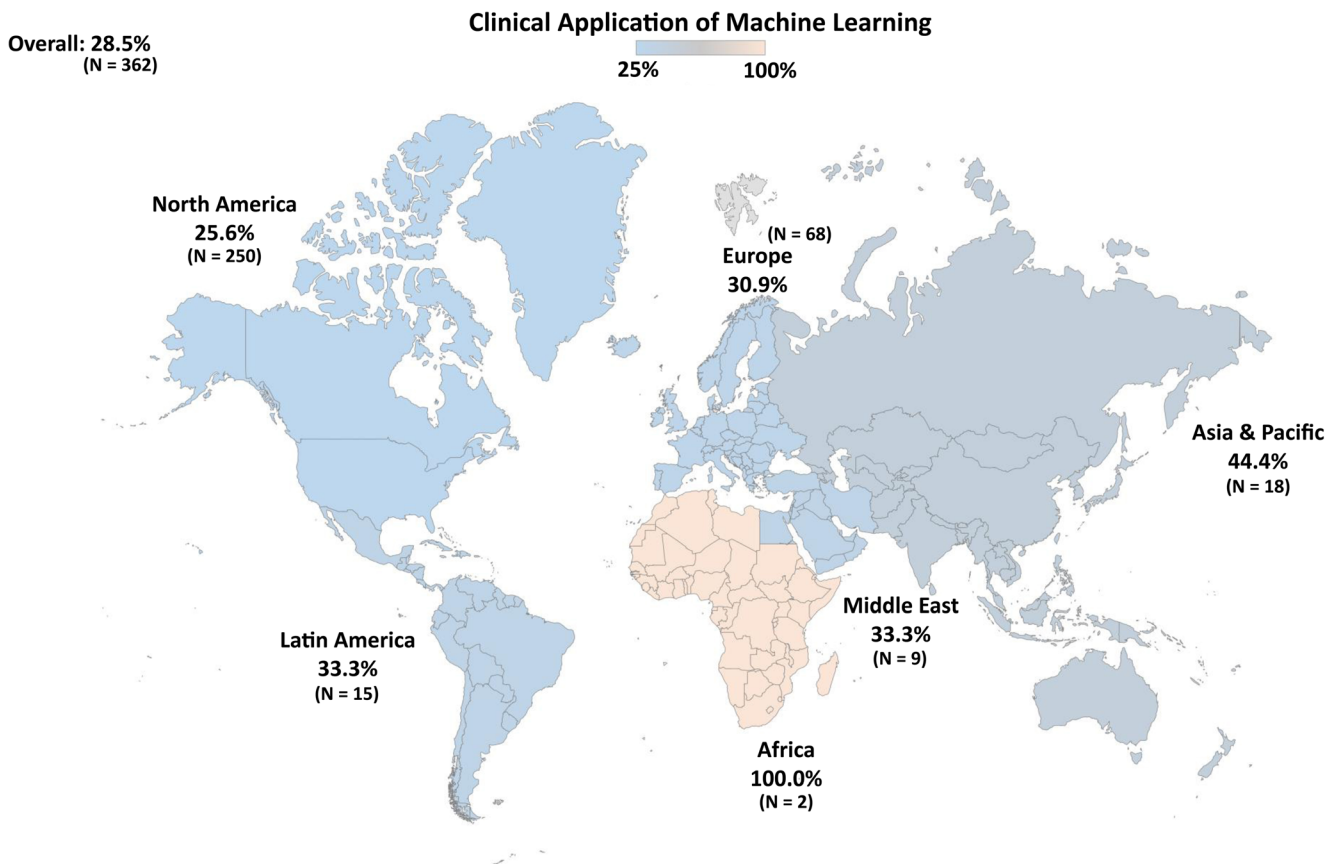 Clinical Application of Machine Learning
Overall: 28.5%
(N = 362)
25%
100%
North America
25.6%
(N = 250)
(N = 68)
Europe
30.9%
Asia & Pacific
44.4%
(N = 18)
Middle East
33.3%
(N = 9)
Latin America
33.3%
(N = 15)
Africa
100.0%
(N = 2)